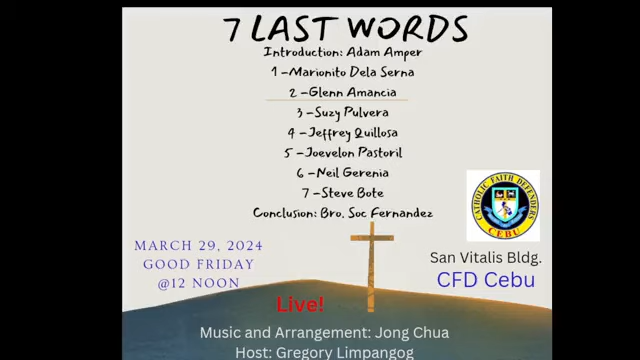 7 LAST WORDS
Introduction: Adam Amper
1 -Marionito Dela Serna
2 -Glenn Amancia
3 -Suzy Pulvera
4 -Jeffrey Quillosa
5 -Joevelon Pastoril
6 -Neil Gerenia
7 -Steve Bote
Conclusion: Bro. Soc Fernandez
CATHOLIC FAITH DEFENDERS
CEBU
MARCH 29, 2024
GOOD FRIDAY
@12 NOON
San Vitalis Bldg.
CFD Cebu
Live!
Music and Arrangement: Jong Chua
Host: Gregory Limpangog